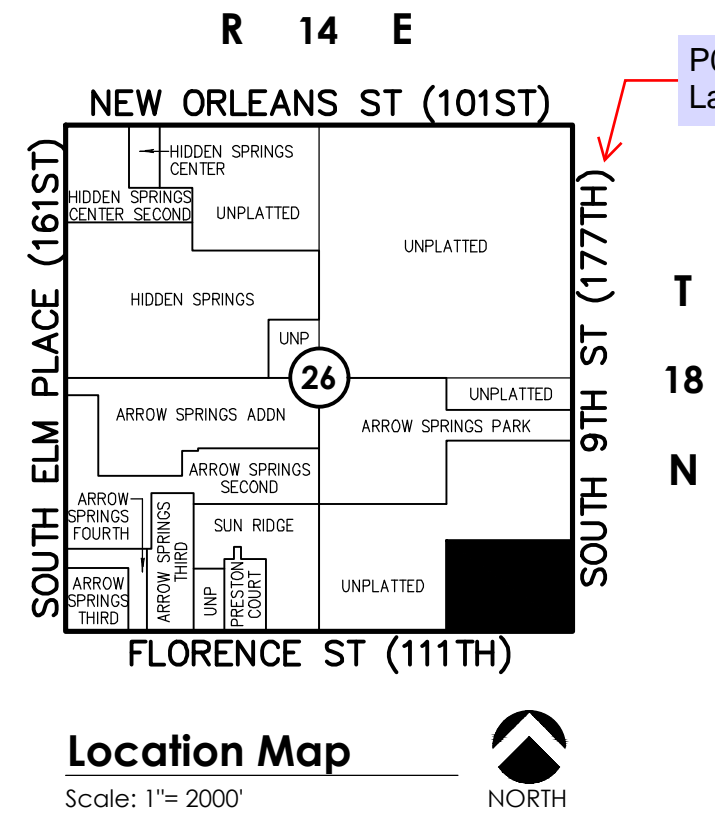 R 14 E
P
La
NEW ORLEANS ST (101ST)
HIDDEN SPRINGS
CENTER
HIDDEN SPRINGS
CENTER SECOND
UNPLATTED
UNPLATTED
HIDDEN SPRINGS
UNP
SOUTH ELM PLACE (161ST)
SOUTH 9TH ST (177TH)
T
18
N
26
UNPLATTED
ARROW SPRINGS ADDN
ARROW SPRINGS PARK
ARROW SPRINGS
SECOND
ARROW
SPRINGS
FOURTH
ARROW SPRINGS
THIRD
SUN RIDGE
ARROW
SPRINGS
THIRD
UNP
PRESTON
COURT
UNPLATTED
FLORENCE ST (111TH)
Location Map
Scale: 1"= 2000'
NORTH